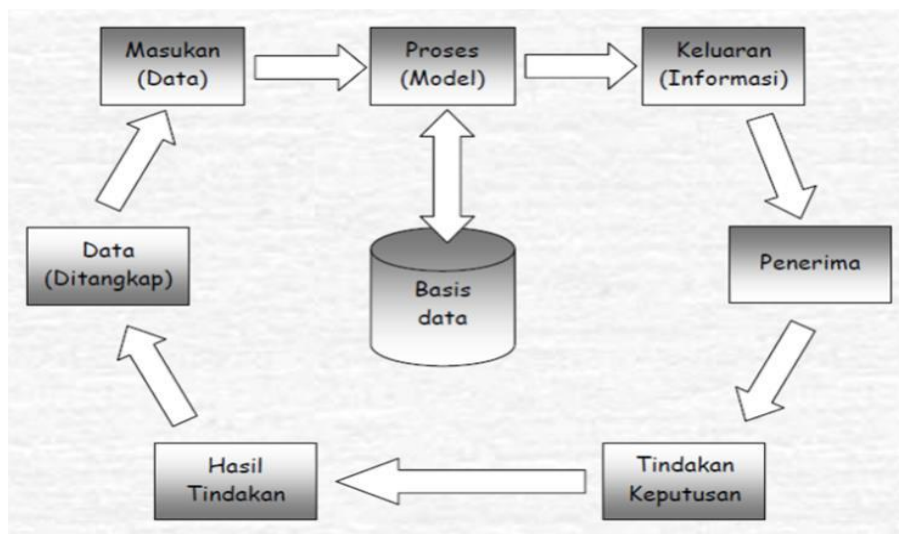 Masukan
(Data)
Proses
(Model)
Keluaran
(Informasi)
Data
(Ditangkap)
Basis
data
Penerima
Hasil
Tindakan
Tindakan
Keputusan